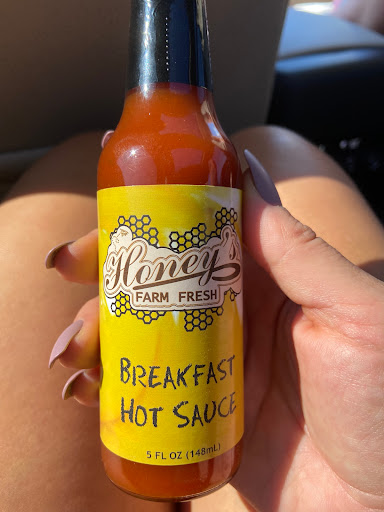 Honey's
FARM FRESH
BREAKFAST
HOT SAUCE
5 FL OZ (148mL)